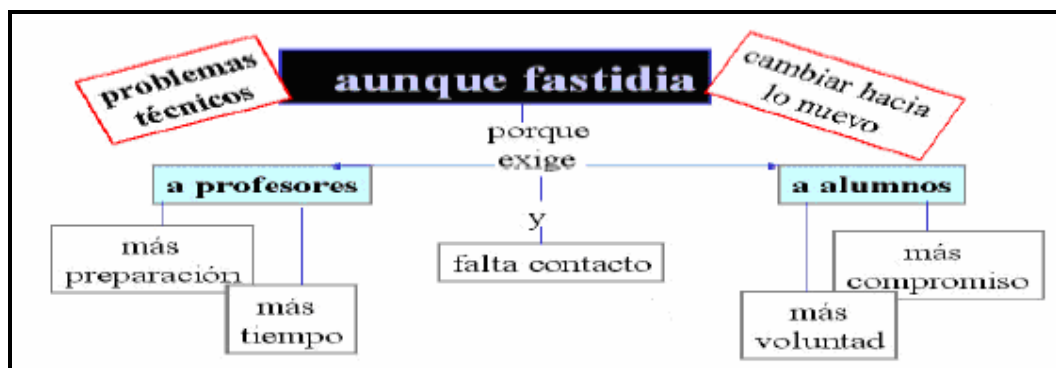 problemas
técnicos
aunque fastidia
cambiar hacia
lo nuevo
porque
exige
a profesores
a alumnos
más
preparación
más
tiempo
y
falta contacto
más
compromiso
más
voluntad